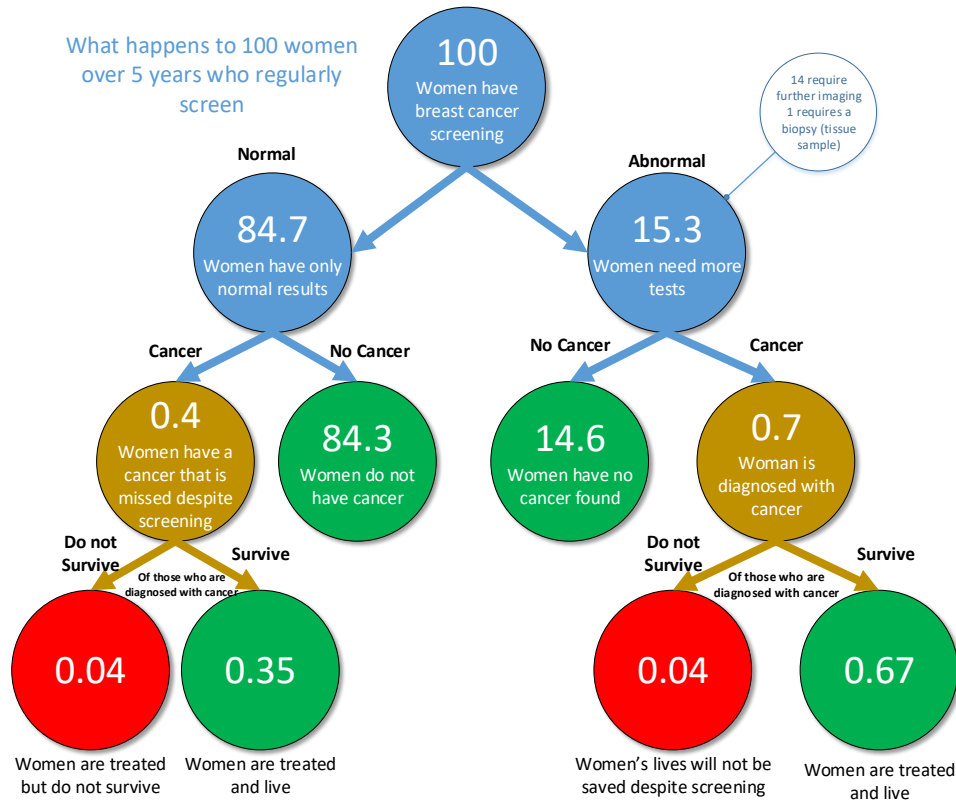 What happens to 100 women
over 5 years who regularly
screen
100
Women have
breast cancer
screening
14 require
further imaging
1 requires a
biopsy (tissue
sample)
Normal
Abnormal
84.7
Women have only
normal results
15.3
Women need more
tests
Cancer
No Cancer
No Cancer
Cancer
0.4
Women have a
cancer that is
missed despite
screening
84.3
Women do not
have cancer
14.6
Women have no
cancer found
0.7
Woman is
diagnosed with
cancer
Do not
Survive
Survive
Of those who are
diagnosed with cancer
Do not
Survive
Survive
Of those who are
diagnosed with cancer
0.04
0.35
0.04
0.67
Women are treated
but do not survive
Women are treated
and live
Women’s lives will not be
saved despite screening
Women are treated
and live